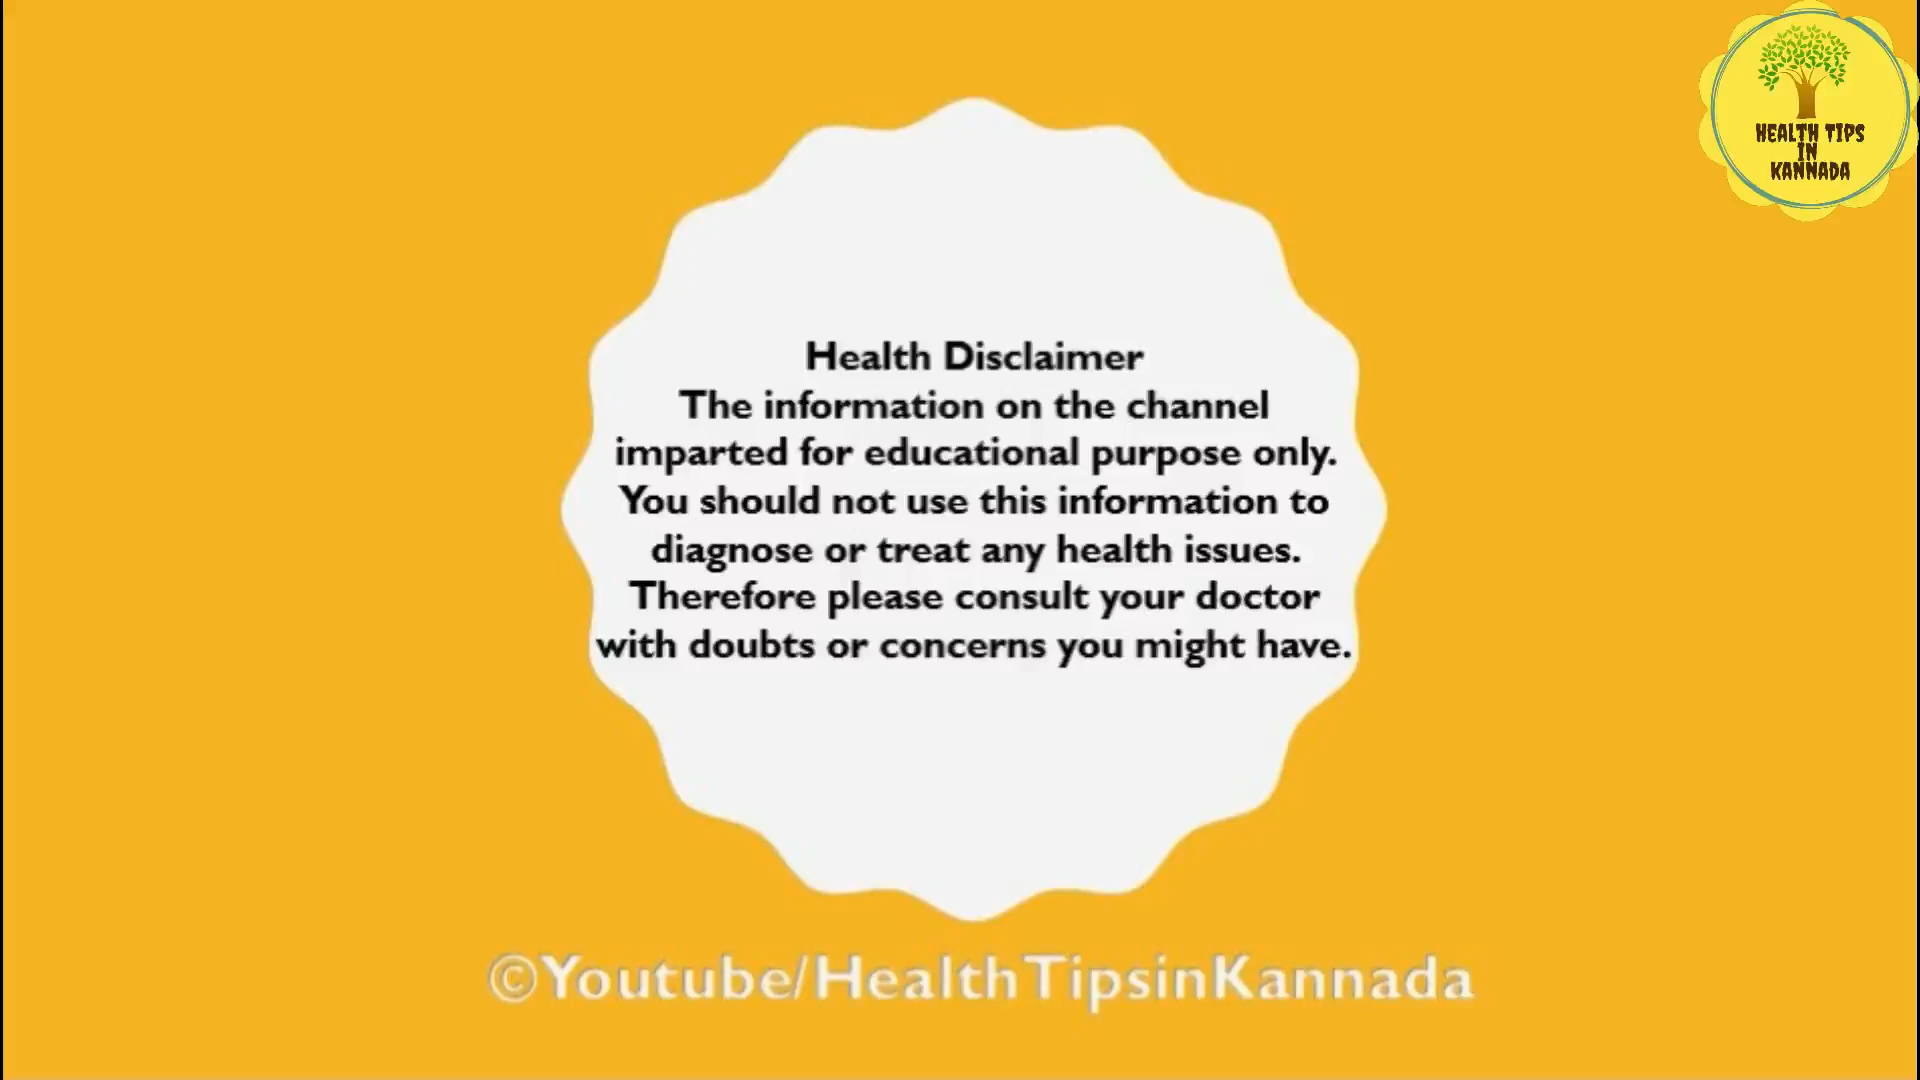 HEALTH TIPS
IN
KANNADA
Health Disclaimer
The information on the channel
imparted for educational purpose only.
You should not use this information to
diagnose or treat any health issues.
Therefore please consult your doctor
with doubts or concerns you might have.
©Youtube/HealthTipsinKannada